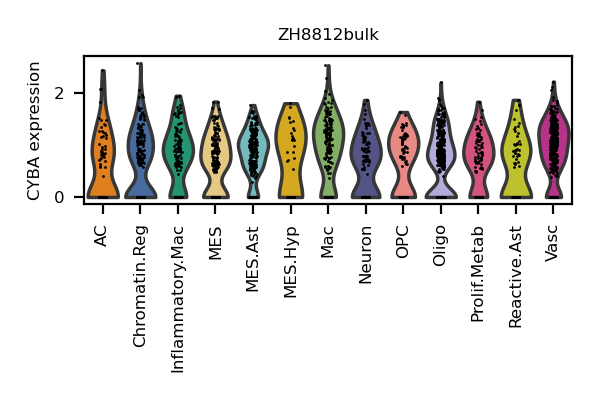 ZH8812bulk
CYBA expression
2
0
AC
Chromatin.Reg
Inflammatory.Mac
MES
MES.Ast
MES.Hyp
Mac
Neuron
OPC
Oligo
Prolif.Metab
Reactive.Ast
Vasc